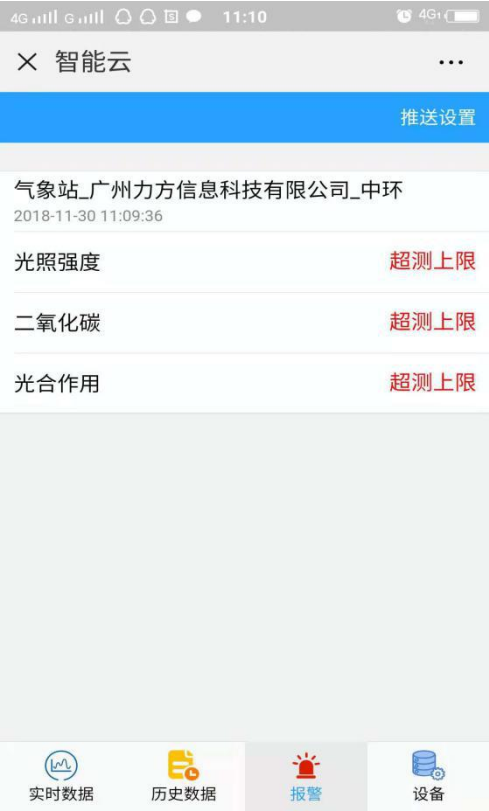 4G G 11:10 4G1
智能云
推送设置
气象站_广州力方信息科技有限公司_中环
2018-11-30 11:09:36
光照强度 超测上限
二氧化碳 超测上限
光合作用 超测上限
实时数据 历史数据 报警 设备